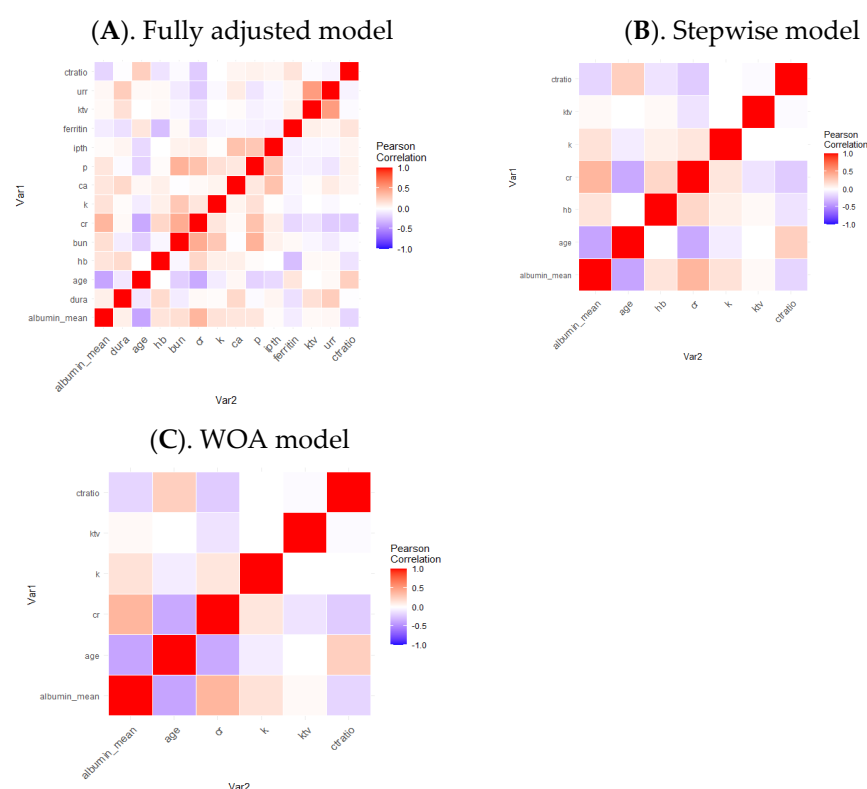 (A). Fully adjusted model
ctratio
urr
ktv
ferritin
ipth
p
ca
k
cr
bun
hb
age
dura
albumin_mean
Var1
albumin_mean
dura
age
hb
bun
cr
k
ca
p
ipth
ferritin
ktv
urr
ctratio
Var2
Pearson
Correlation
1.0
0.5
0.0
-0.5
-1.0
(B). Stepwise model
ctratio
ktv
k
cr
hb
age
albumin_mean
Var1
albumin_mean
age
hb
cr
k
ktv
ctratio
Var2
Pearson
Correlation
1.0
0.5
0.0
-0.5
-1.0
(C). WOA model
ctratio
ktv
k
cr
age
albumin_mean
Var1
albumin_mean
age
cr
k
ktv
ctratio
Var2
Pearson
Correlation
1.0
0.5
0.0
-0.5
-1.0